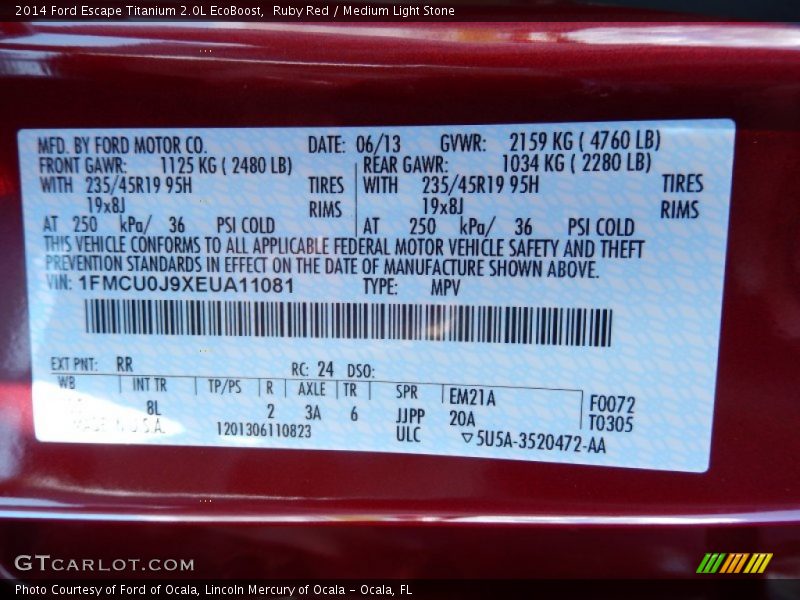 2014 Ford Escape Titanium 2.0L EcoBoost, Ruby Red / Medium Light Stone
MFD. BY FORD MOTOR CO. DATE: 06/13 GVWR: 2159 KG ( 4760 LB)
FRONT GAWR: 1125 KG ( 2480 LB) REAR GAWR: 1034 KG ( 2280 LB)
WITH 235/45R19 95H TIRES WITH 235/45R19 95H TIRES
19x8J RIMS 19x8J RIMS
AT 250 kPa/ 36 PSI COLD AT 250 kPa/ 36 PSI COLD
THIS VEHICLE CONFORMS TO ALL APPLICABLE FEDERAL MOTOR VEHICLE SAFETY AND THEFT
PREVENTION STANDARDS IN EFFECT ON THE DATE OF MANUFACTURE SHOWN ABOVE.
VIN: 1FMCU0J9XEUA11081 TYPE: MPV
EXT PNT: RR RC: 24 DSO:
WB INT TR TP/PS R AXLE TR SPR EM21A F0072
8L 2 3A 6 JJPP 20A T0305
MADE IN U.S.A. 1201306110823 ULC ▽5U5A-3520472-AA
GTCARLOT.COM
Photo Courtesy of Ford of Ocala, Lincoln Mercury of Ocala - Ocala, FL